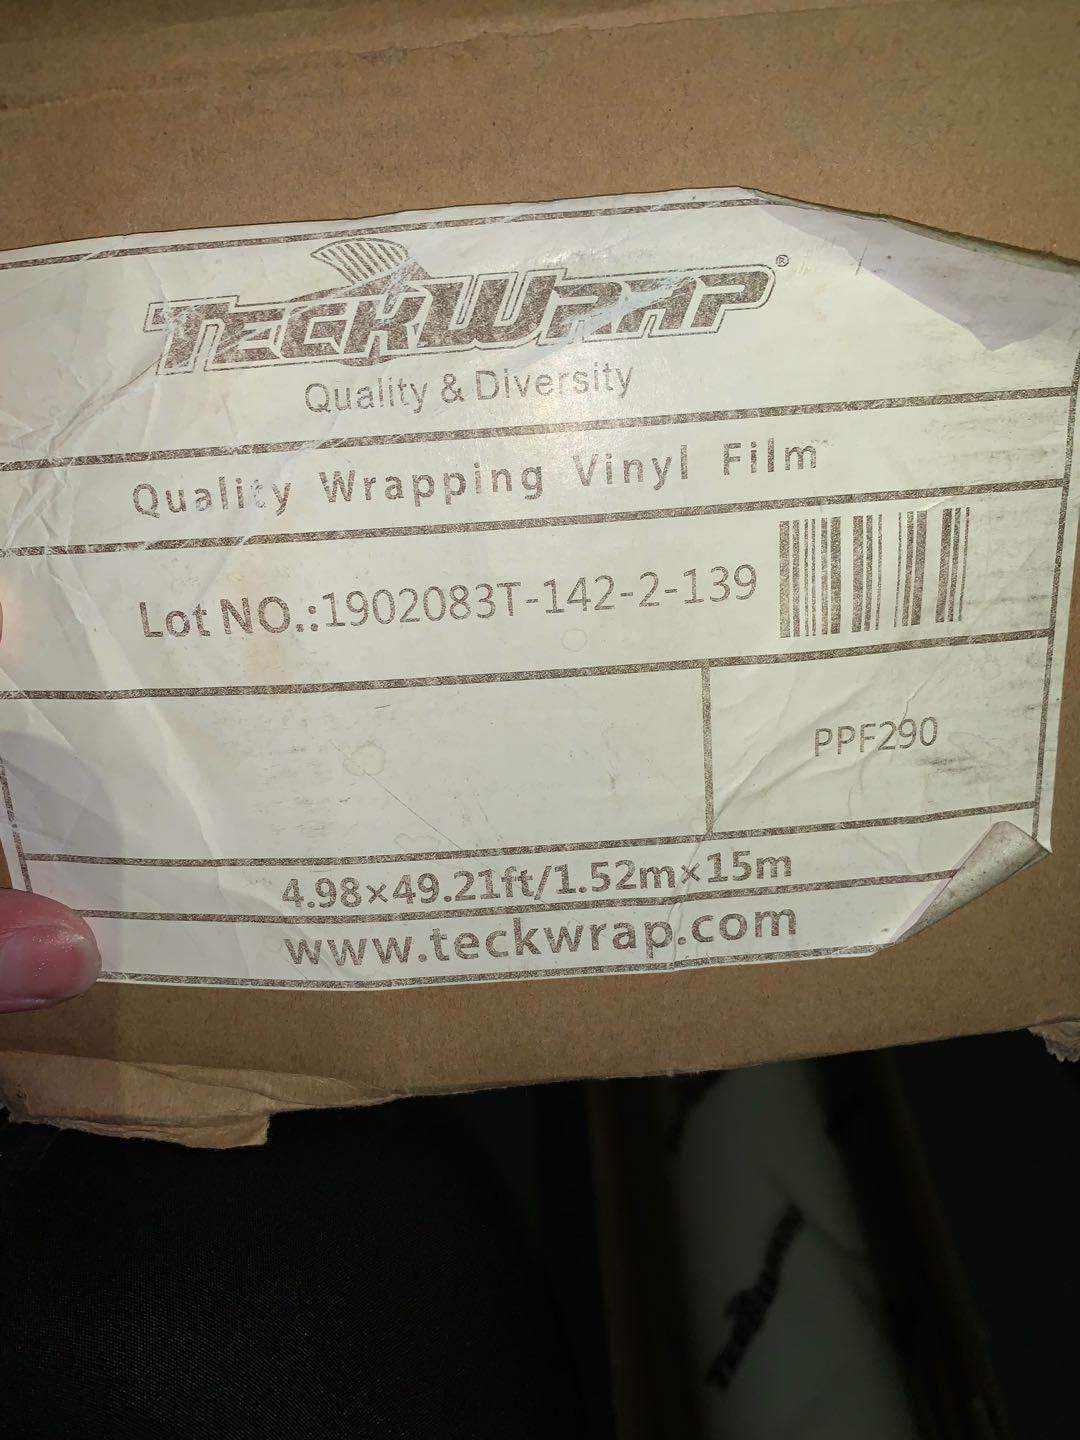 TECKWRAP®
Quality & Diversity
Quality Wrapping Vinyl Film
Lot NO.:1902083T-142-2-139
PPF290
4.98×49.21ft/1.52m×15m
www.teckwrap.com
TECKWRAP